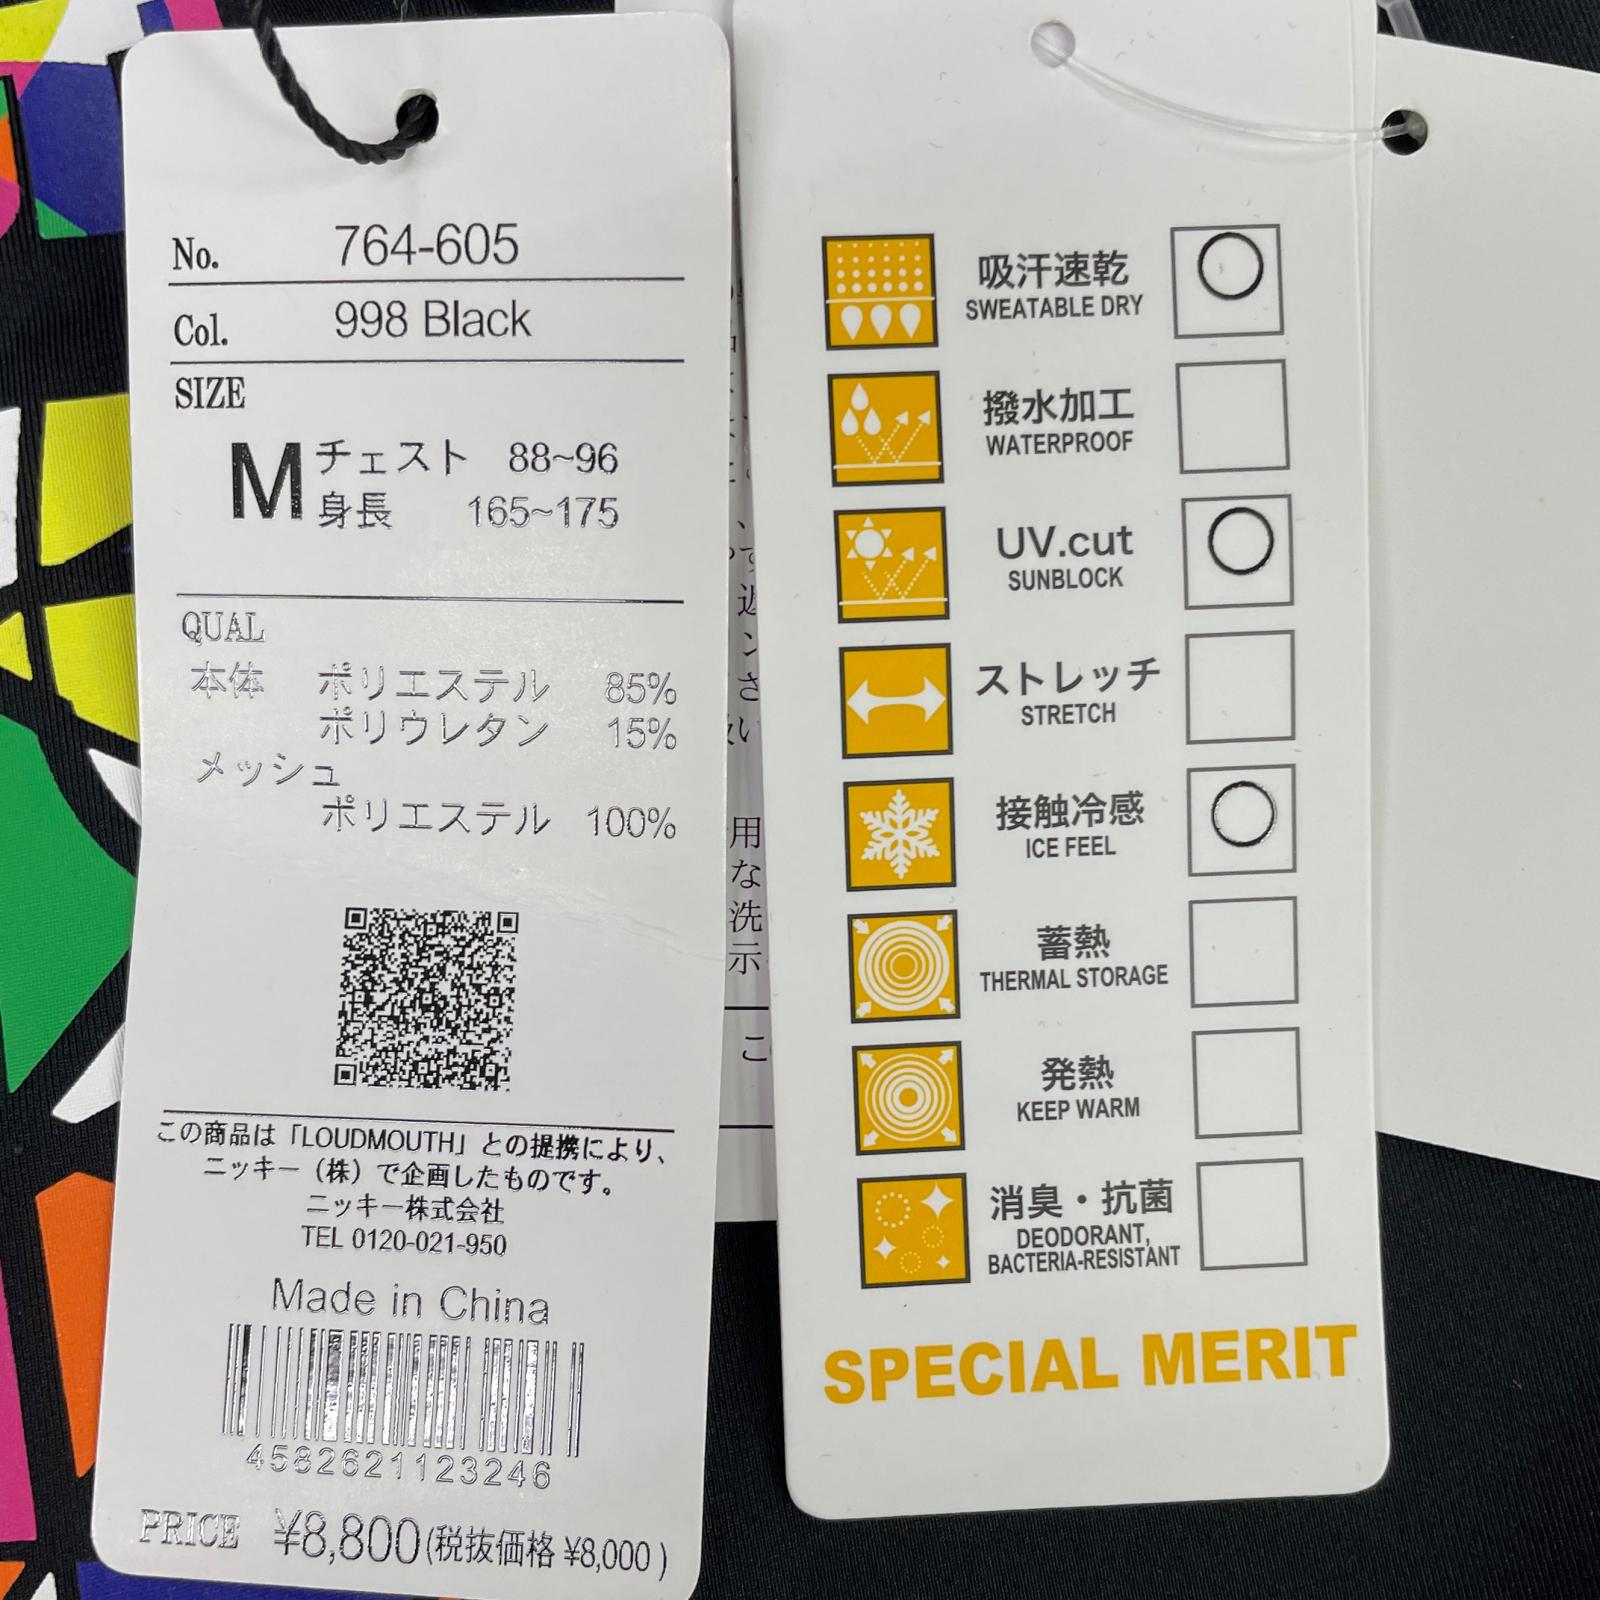 No. 764-605
Col. 998 Black
SIZE
M チェスト 88~96
身長 165~175
QUAL
本体 ポリエステル 85%
ポリウレタン 15%
メッシュ
ポリエステル 100%
この商品は「LOUDMOUTH」との提携により、
ニッキー（株）で企画したものです。
ニッキー株式会社
TEL 0120-021-950
Made in China
4582621123246
PRICE ¥8,800(税抜価格 ¥8,000)
用
な
洗
示
吸汗速乾
SWEATABLE DRY
撥水加工
WATERPROOF
UV.cut
SUNBLOCK
ストレッチ
STRETCH
接触冷感
ICE FEEL
蓄熱
THERMAL STORAGE
発熱
KEEP WARM
消臭・抗菌
DEODORANT,
BACTERIA-RESISTANT
SPECIAL MERIT